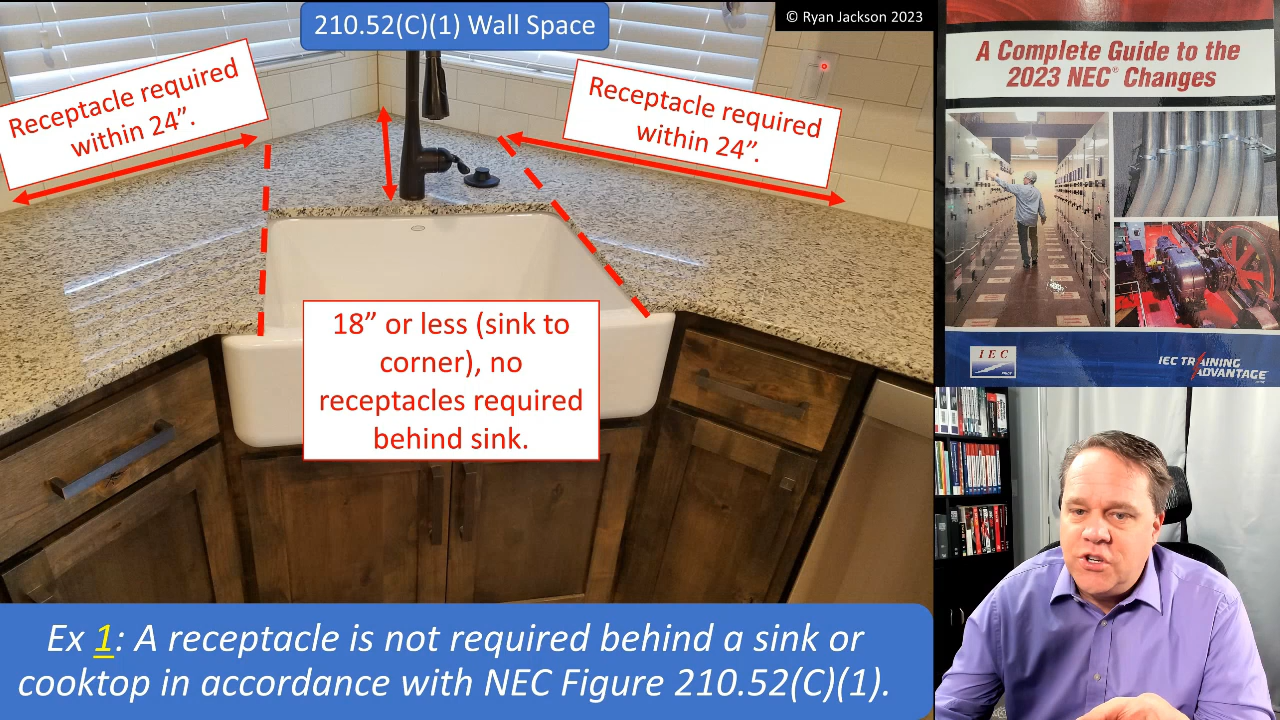 210.52(C)(1) Wall Space
© Ryan Jackson 2023
Receptacle required
within 24”.
Receptacle required
within 24”.
18” or less (sink to
corner), no
receptacles required
behind sink.
Ex 1: A receptacle is not required behind a sink or
cooktop in accordance with NEC Figure 210.52(C)(1).
A Complete Guide to the
2023 NEC® Changes
IEC
IEC TRAINING
ADVANTAGE